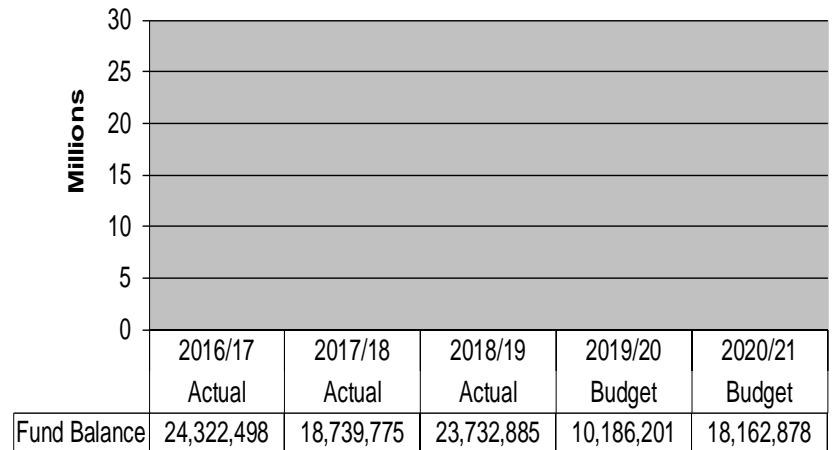 Millions
30
25
20
15
10
5
0
2016/17 2017/18 2018/19 2019/20 2020/21
Actual Actual Actual Budget Budget
Fund Balance 24,322,498 18,739,775 23,732,885 10,186,201 18,162,878